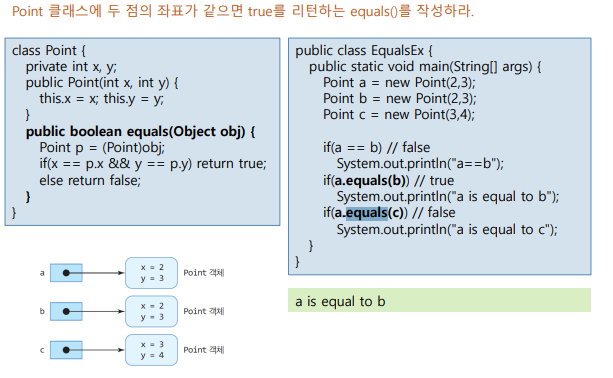 Point 클래스에 두 점의 좌표가 같으면 true를 리턴하는 equals()를 작성하라.
class Point {
private int x, y;
public Point(int x, int y) {
this.x = x; this.y = y;
}
public boolean equals(Object obj) {
Point p = (Point)obj;
if(x == p.x && y == p.y) return true;
else return false;
}
}
public class EqualsEx {
public static void main(String[] args) {
Point a = new Point(2,3);
Point b = new Point(2,3);
Point c = new Point(3,4);
if(a == b) // false
System.out.println("a==b");
if(a.equals(b)) // true
System.out.println("a is equal to b");
if(a.equals(c)) // false
System.out.println("a is equal to c");
}
}
a
x = 2
y = 3
Point 객체
b
x = 2
y = 3
Point 객체
c
x = 3
y = 4
Point 객체
a is equal to b